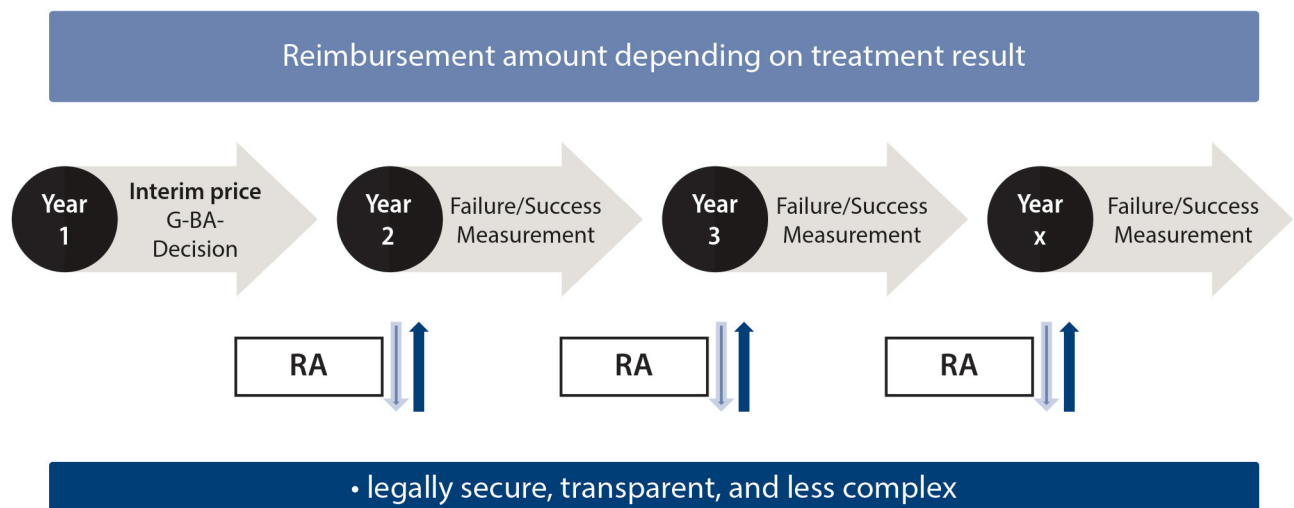 Reimbursement amount depending on treatment result
Year
1
Interim price
G-BA-
Decision
Year
2
Failure/Success
Measurement
Year
3
Failure/Success
Measurement
Year
x
Failure/Success
Measurement
RA
RA
RA
• legally secure, transparent, and less complex